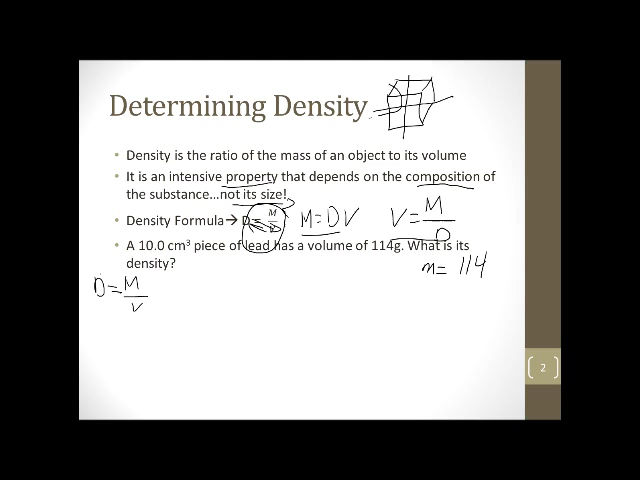 Determining Density
• Density is the ratio of the mass of an object to its volume
• It is an intensive property that depends on the composition of
the substance...not its size!
• Density Formula→ D = M/D M = DV V = M/D
• A 10.0 cm³ piece of lead has a volume of 114g. What is its
density?
m = 114
D = M/V
[ 2 ]